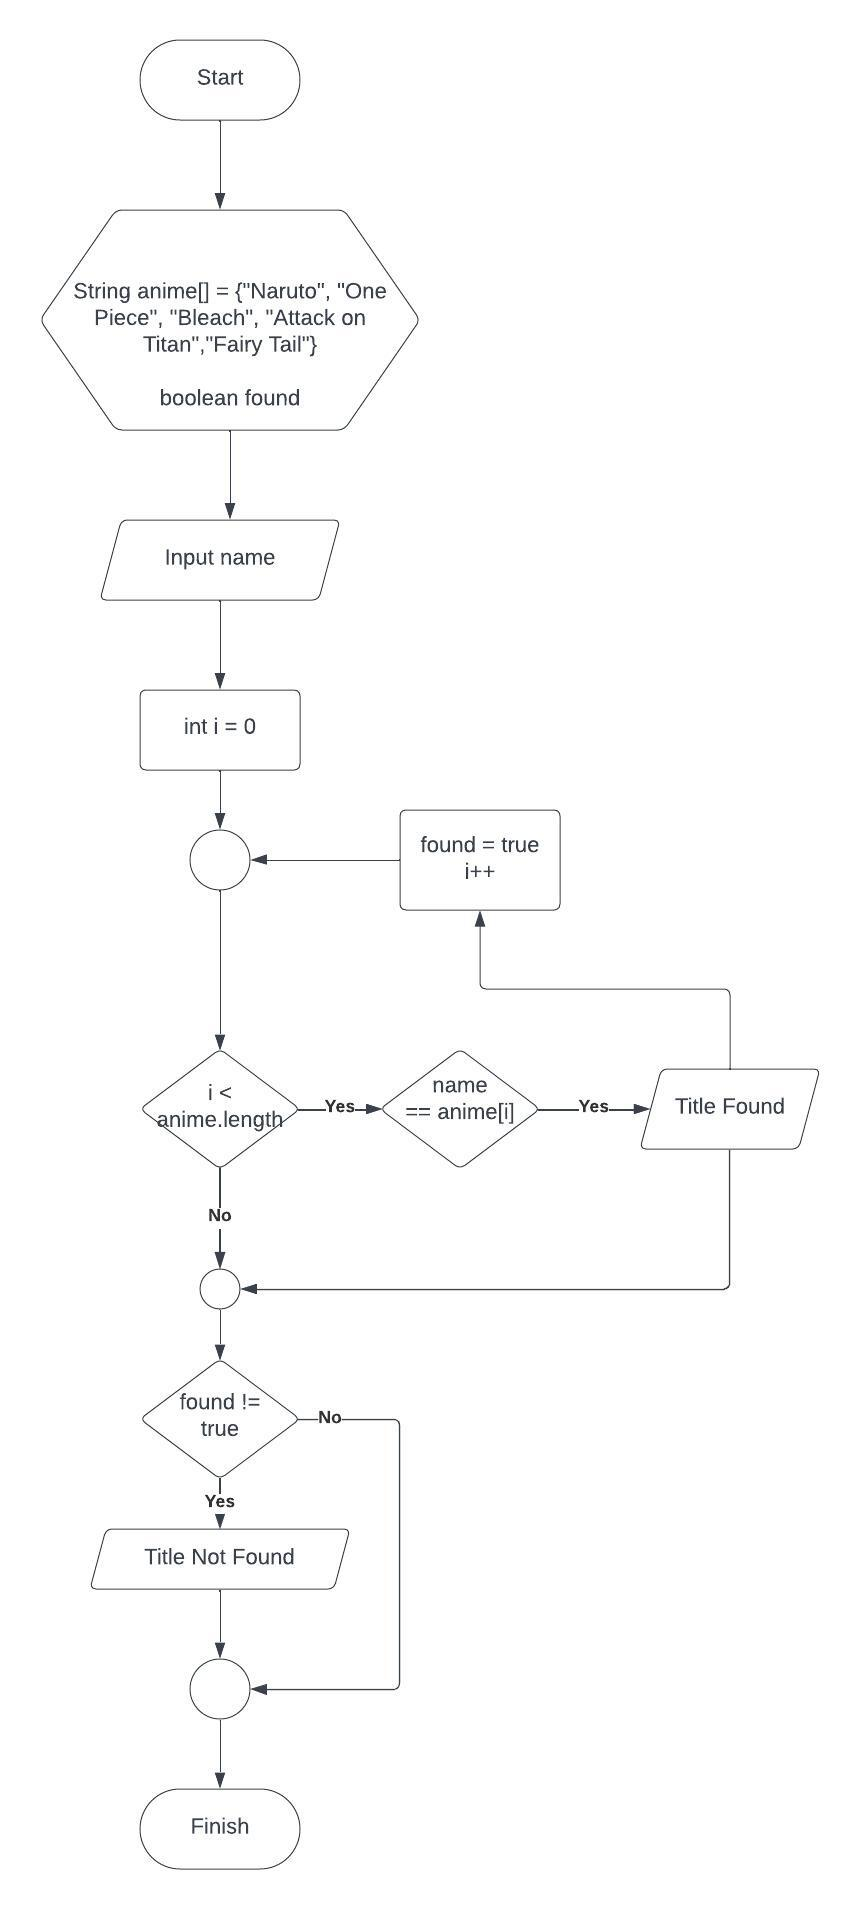 Start
String anime[] = {"Naruto", "One
Piece", "Bleach", "Attack on
Titan","Fairy Tail"}
boolean found
Input name
int i = 0
found = true
i++
i <
anime.length
Yes
name
== anime[i]
Yes
Title Found
No
found !=
true
No
Yes
Title Not Found
Finish